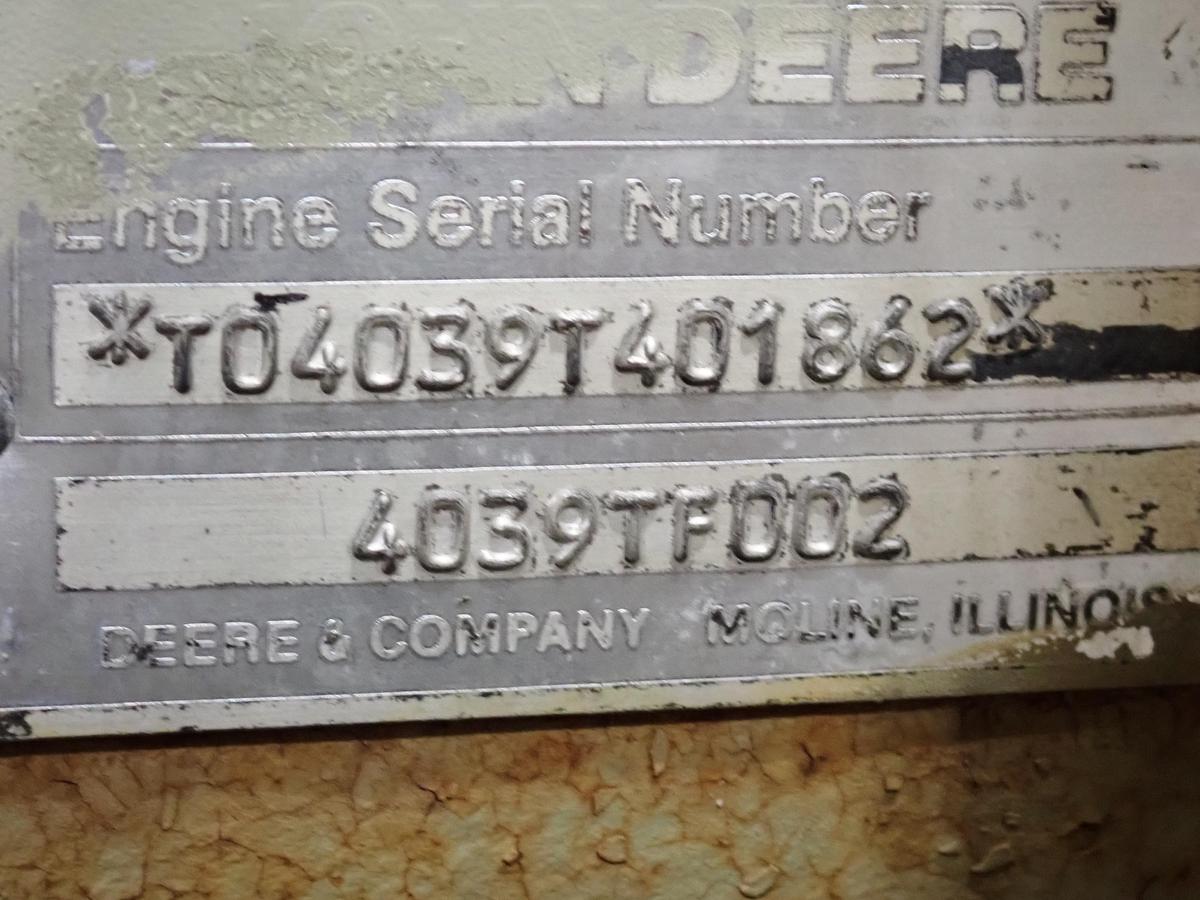 DEERE
Engine Serial Number
*T04039T401862*
4039TF002
DEERE & COMPANY MOLINE, ILLINOIS